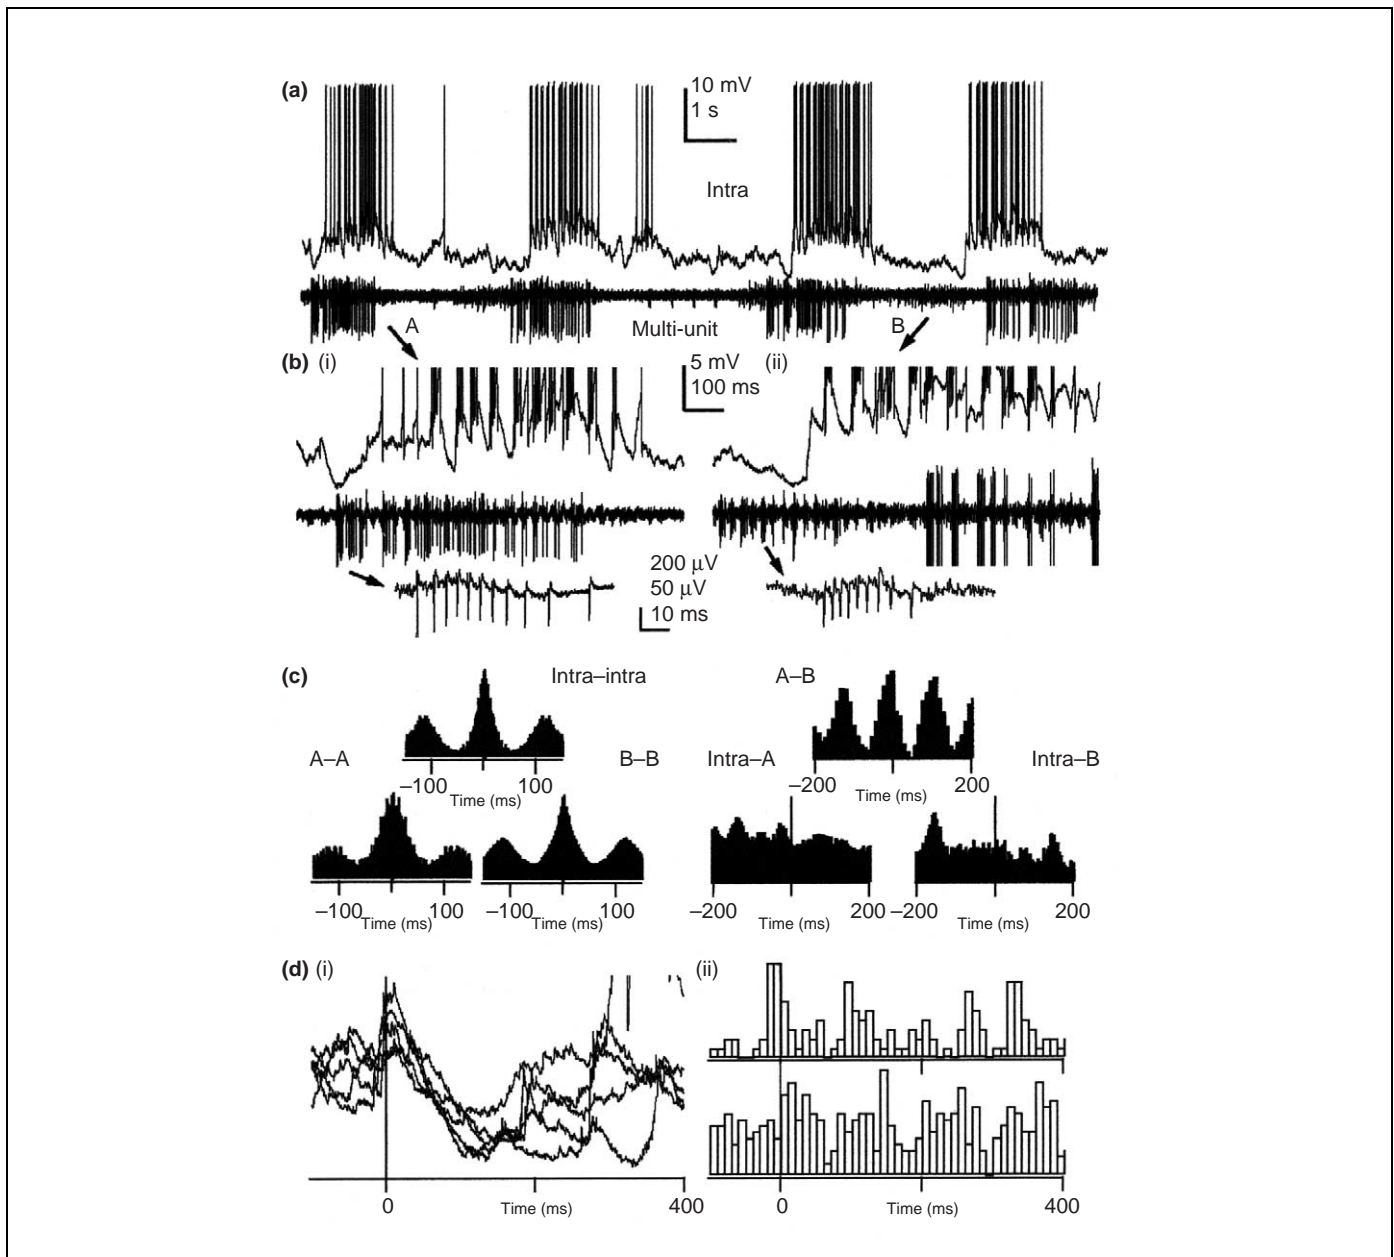 (a)
10 mV
1 s
Intra
A
Multi-unit
B
(b) (i)
5 mV
100 ms
(ii)
200 µV
50 µV
10 ms
(c)
Intra–intra
A–B
A–A
B–B
Intra–A
Intra–B
–100 100
Time (ms)
–200 200
Time (ms)
–100 100
Time (ms)
–100 100
Time (ms)
–200 200
Time (ms)
–200 200
Time (ms)
(d) (i)
(ii)
0 400
Time (ms)
0 400
Time (ms)